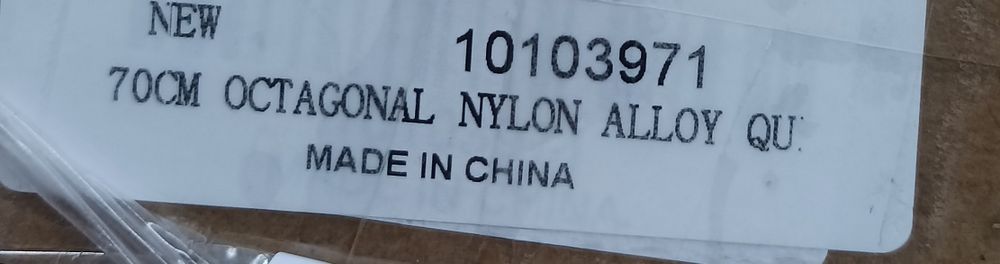 NEW
10103971
70CM OCTAGONAL NYLON ALLOY QU
MADE IN CHINA